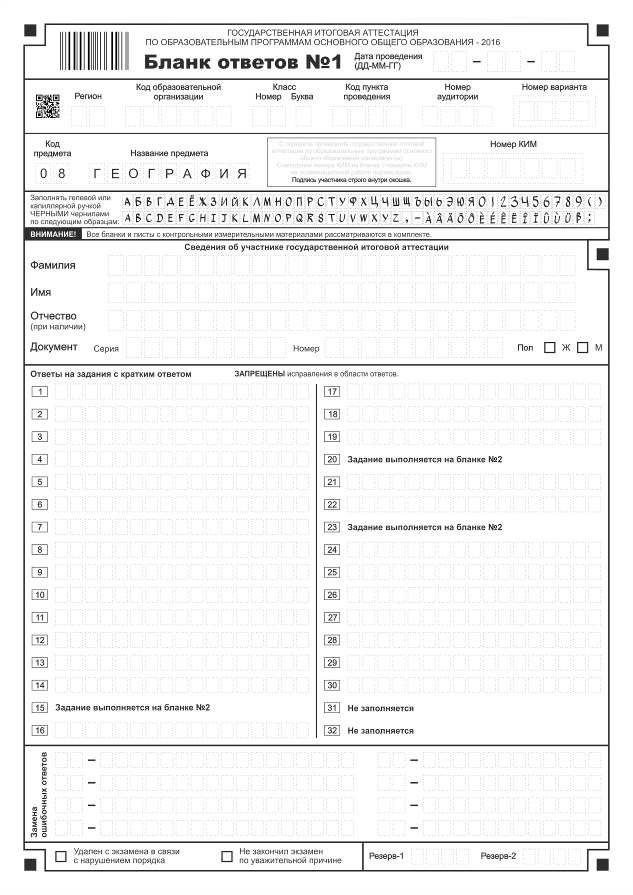 ГОСУДАРСТВЕННАЯ ИТОГОВАЯ АТТЕСТАЦИЯ
ПО ОБРАЗОВАТЕЛЬНЫМ ПРОГРАММАМ ОСНОВНОГО ОБЩЕГО ОБРАЗОВАНИЯ - 2016
Бланк ответов №1
Дата проведения
(ДД-ММ-ГГ)
Регион
Код образовательной
организации
Класс
Номер Буква
Код пункта
проведения
Номер
аудитории
Номер варианта
Код
предмета
Название предмета
08 ГЕОГРАФИЯ
С порядком проведения государственной итоговой
аттестации по образовательным программам основного
общего образования ознакомлен(а).
Совпадение номера КИМ на бланке с номером КИМ
Подпись участника строго внутри окошка.
Номер КИМ
Заполнять гелевой или
капиллярной ручкой
ЧЕРНЫМИ чернилами
по следующим образцам:
АБВГДЕЁЖЗИЙКЛМНОПРСТУФХЦЧШЩЪЫЬЭЮЯ0123456789()
ABCDEFGHIJKLMNOPQRSTUVWXYZ,-
ВНИМАНИЕ! Все бланки и листы с контрольными измерительными материалами рассматриваются в комплекте.
Сведения об участнике государственной итоговой аттестации
Фамилия
Имя
Отчество
(при наличии)
Документ Серия Номер Пол Ж М
Ответы на задания с кратким ответом ЗАПРЕЩЕНЫ исправления в области ответов.
1
2
3
4
5
6
7
8
9
10
11
12
13
14
15 Задание выполняется на бланке №2
16
17
18
19
20 Задание выполняется на бланке №2
21
22
23 Задание выполняется на бланке №2
24
25
26
27
28
29
30
31 Не заполняется
32 Не заполняется
Замена
ошибочных ответов
Удален с экзамена в связи
с нарушением порядка
Не закончил экзамен
по уважительной причине
Резерв-1
Резерв-2